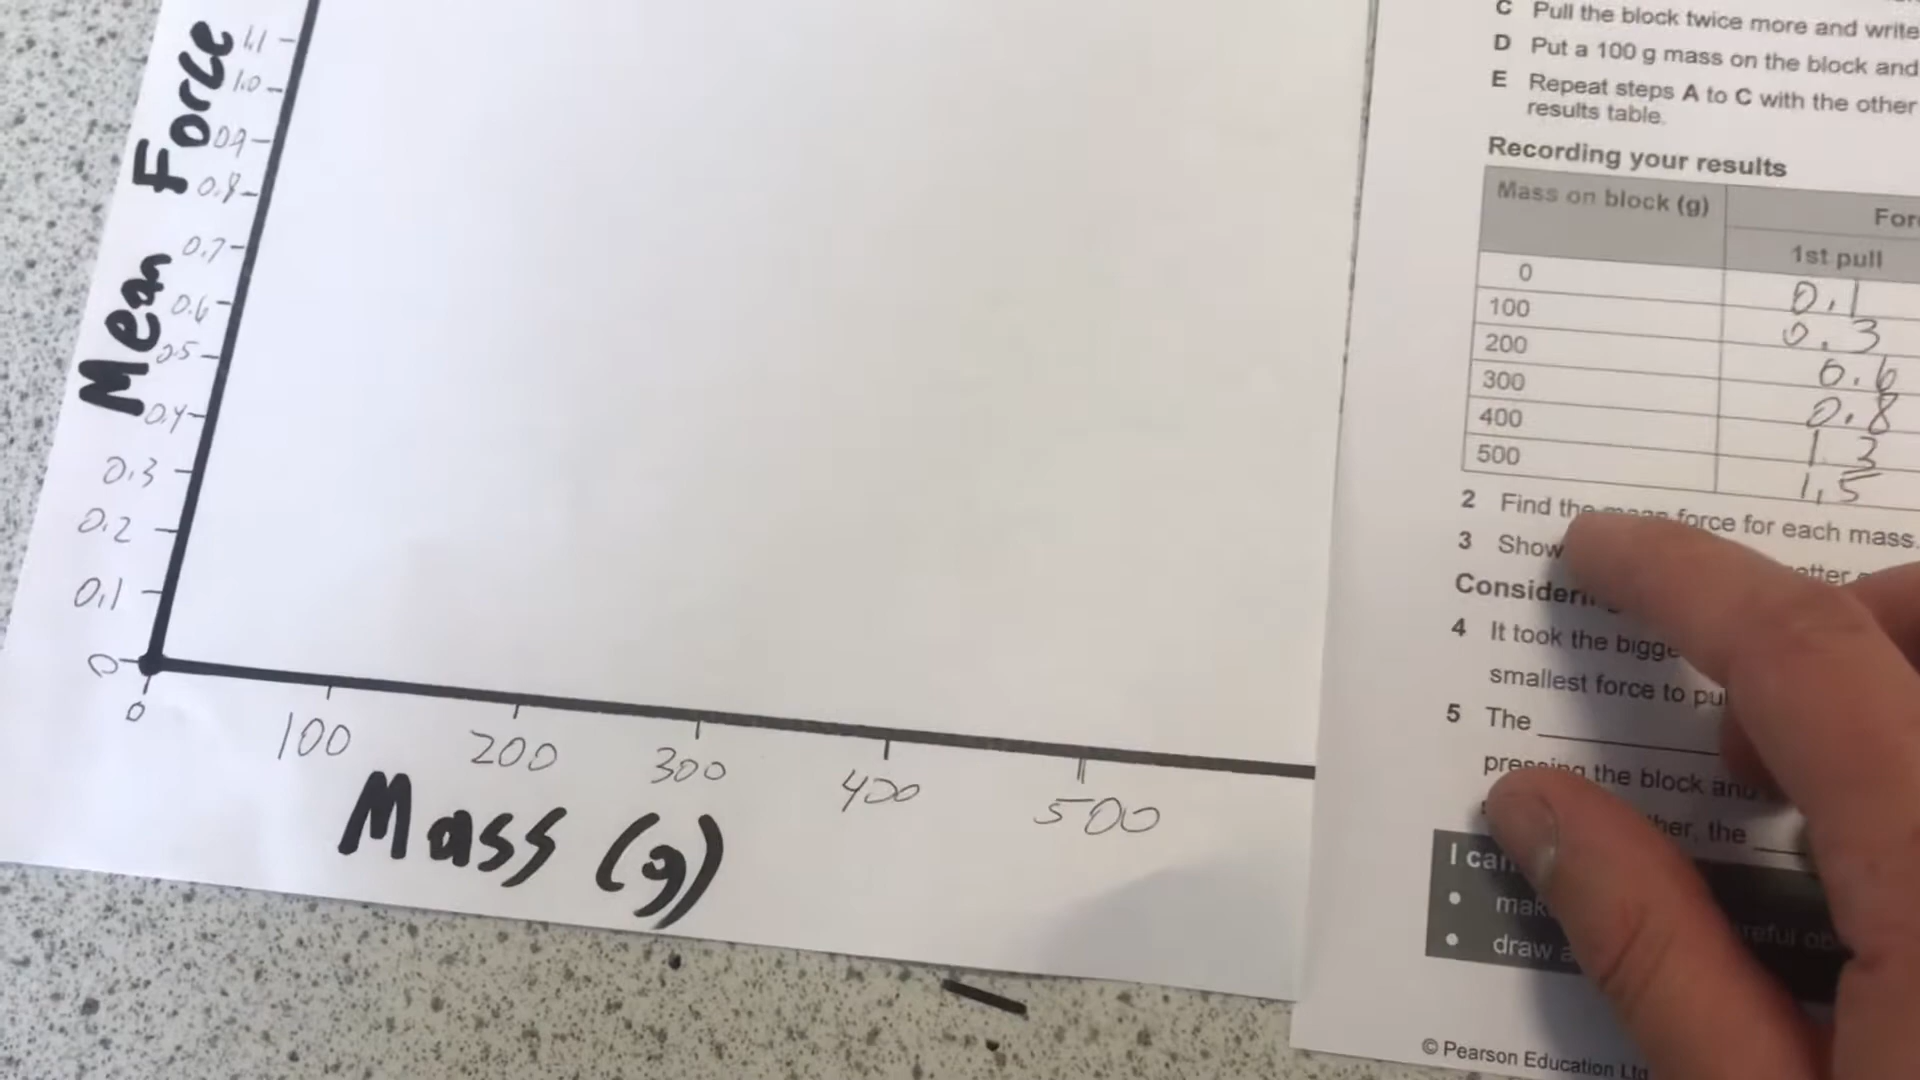 Mean Force
1.1
1.0
0.9
0.8
0.7
0.6
0.5
0.4
0.3
0.2
0.1
0
0 100 200 300 400 500
Mass (g)
C Pull the block twice more and write
D Put a 100 g mass on the block and
E Repeat steps A to C with the other
results table.
Recording your results
Mass on block (g)
1st pull
0 0.1
100 0.3
200 0.6
300 0.8
400 1.3
500 1.5
2 Find the mean force for each mass.
3 Show
4 It took the bigge
smallest force to pu
5 The
the block and
the
I can
•
• draw a
© Pearson Education Ltd